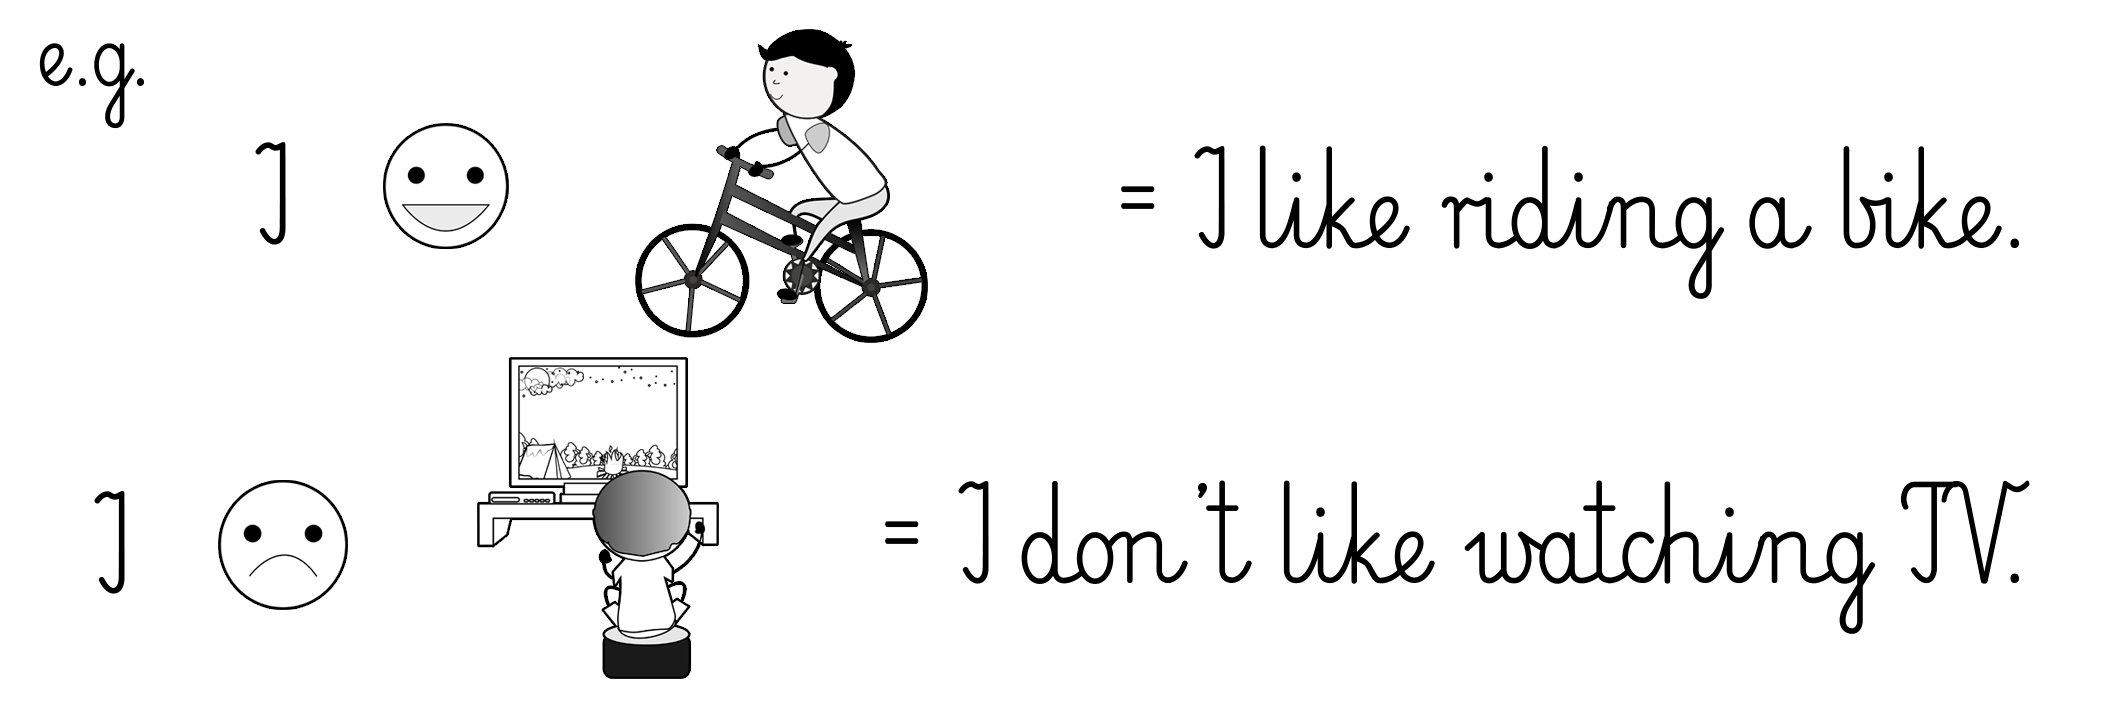 e.g.
I = I like riding a bike.
I = I don't like watching TV.